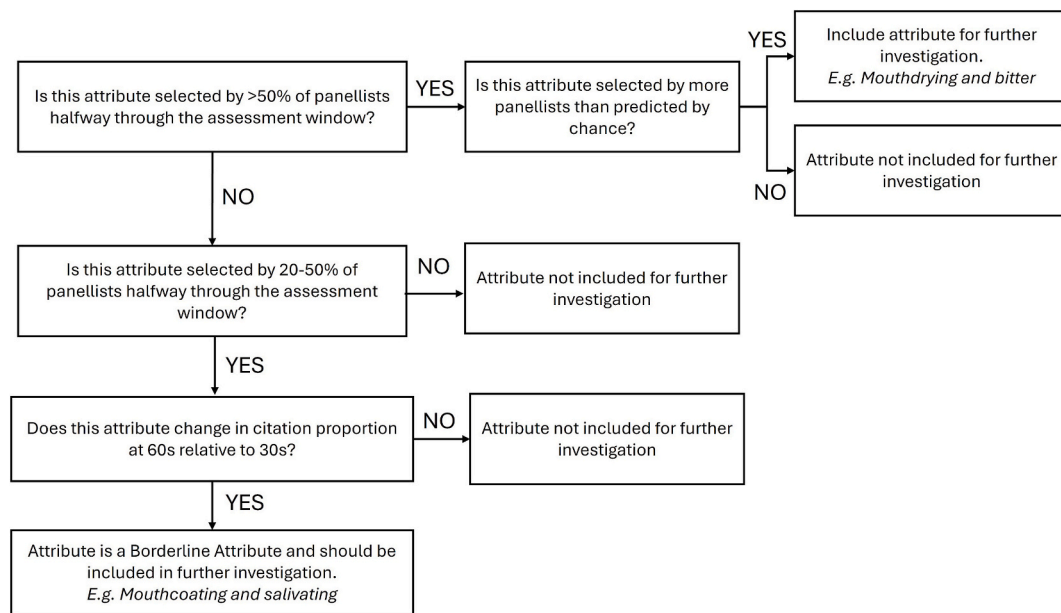 Is this attribute selected by >50% of
panellists halfway through the assessment window?
YES
Is this attribute selected by more
panellists than predicted by
chance?
YES
Include attribute for further
investigation.
E.g. Mouthdrying and bitter
NO
Attribute not included for further
investigation
NO
Is this attribute selected by 20-50% of
panellists halfway through the assessment
window?
NO
Attribute not included for further
investigation
YES
Does this attribute change in citation proportion
at 60s relative to 30s?
NO
Attribute not included for further
investigation
YES
Attribute is a Borderline Attribute and should be
included in further investigation.
E.g. Mouthcoating and salivating